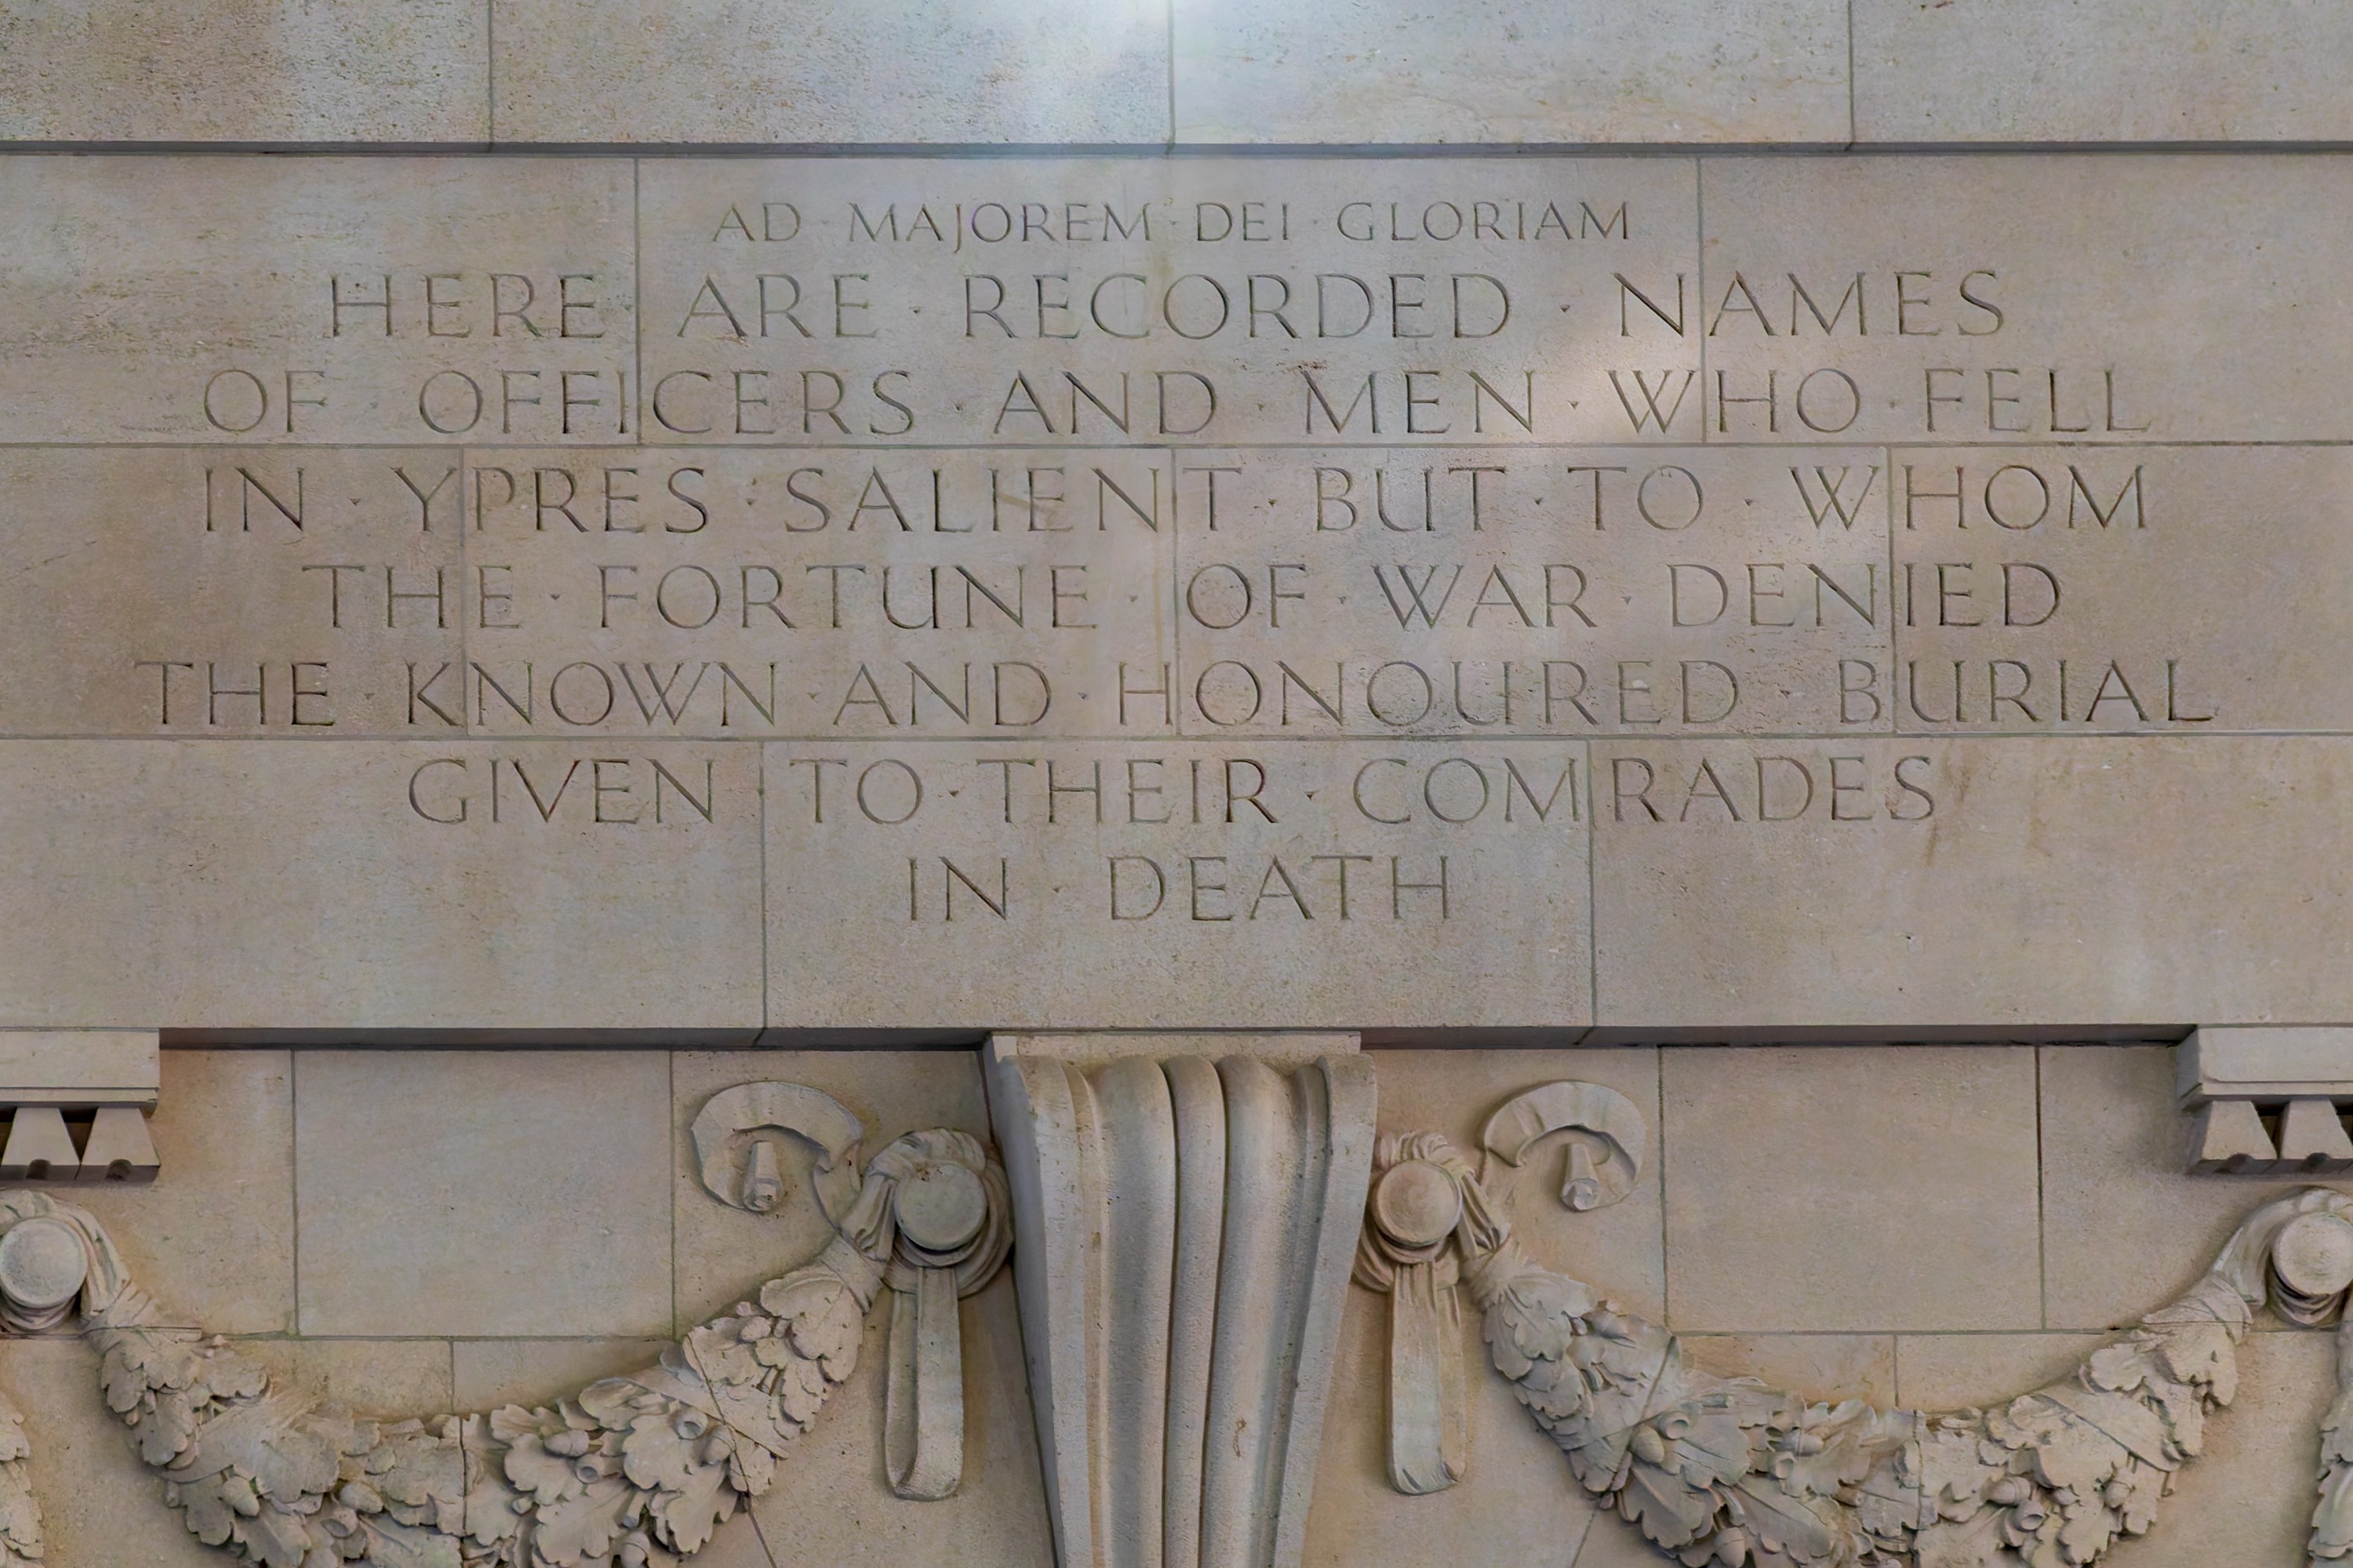 AD · MAJOREM · DEI · GLORIAM
HERE ARE · RECORDED · NAMES
OF · OFFICERS · AND · MEN · WHO · FELL
IN · YPRES · SALIENT · BUT · TO · WHOM
THE · FORTUNE · OF · WAR · DENIED
THE · KNOWN · AND · HONOURED · BURIAL
GIVEN · TO · THEIR · COMRADES
IN · DEATH